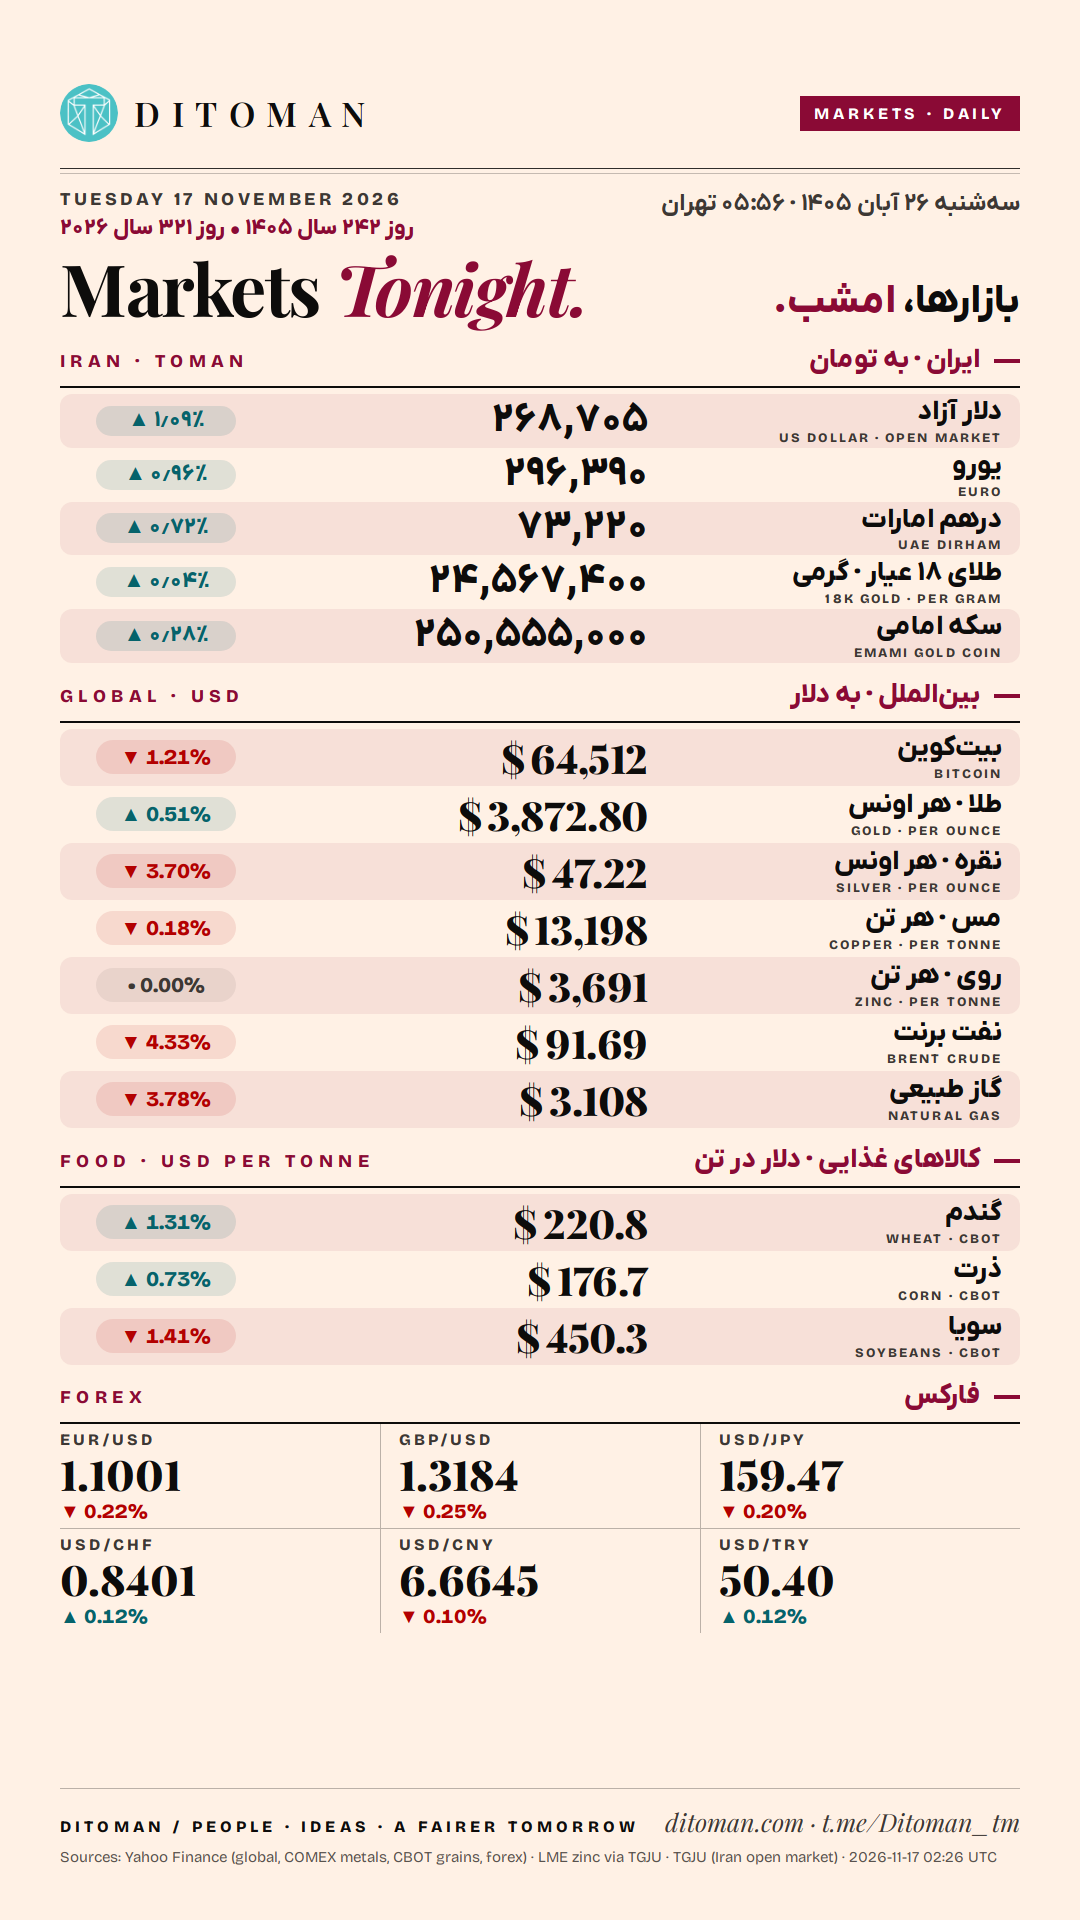 DITOMAN
MARKETS · DAILY
TUESDAY 17 NOVEMBER 2026
سه‌شنبه ۲۶ آبان ۱۴۰۵ · ۰۵:۵۶ تهران
روز ۲۴۲ سال ۱۴۰۵ • روز ۳۲۱ سال ۲۰۲۶
Markets Tonight.
بازارها، امشب.
IRAN · TOMAN
ایران · به تومان
دلار آزاد
US DOLLAR · OPEN MARKET
۲۶۸,۷۰۵
▲ ۱/۰۹٪
یورو
EURO
۲۹۶,۳۹۰
▲ ۰/۹۶٪
درهم امارات
UAE DIRHAM
۷۳,۲۲۰
▲ ۰/۷۲٪
طلای ۱۸ عیار · گرمی
18K GOLD · PER GRAM
۲۴,۵۶۷,۴۰۰
▲ ۰/۰۴٪
سکه امامی
EMAMI GOLD COIN
۲۵۰,۵۵۵,۰۰۰
▲ ۰/۲۸٪
GLOBAL · USD
بین‌الملل · به دلار
بیت‌کوین
BITCOIN
$64,512
▼ 1.21%
طلا · هر اونس
GOLD · PER OUNCE
$3,872.80
▲ 0.51%
نقره · هر اونس
SILVER · PER OUNCE
$47.22
▼ 3.70%
مس · هر تن
COPPER · PER TONNE
$13,198
▼ 0.18%
روی · هر تن
ZINC · PER TONNE
$3,691
• 0.00%
نفت برنت
BRENT CRUDE
$91.69
▼ 4.33%
گاز طبیعی
NATURAL GAS
$3.108
▼ 3.78%
FOOD · USD PER TONNE
کالاهای غذایی · دلار در تن
گندم
WHEAT · CBOT
$220.8
▲ 1.31%
ذرت
CORN · CBOT
$176.7
▲ 0.73%
سویا
SOYBEANS · CBOT
$450.3
▼ 1.41%
FOREX
فارکس
EUR/USD
1.1001
▼ 0.22%
GBP/USD
1.3184
▼ 0.25%
USD/JPY
159.47
▼ 0.20%
USD/CHF
0.8401
▲ 0.12%
USD/CNY
6.6645
▼ 0.10%
USD/TRY
50.40
▲ 0.12%
DITOMAN / PEOPLE · IDEAS · A FAIRER TOMORROW
ditoman.com · t.me/Ditoman_tm
Sources: Yahoo Finance (global, COMEX metals, CBOT grains, forex) · LME zinc via TGJU · TGJU (Iran open market) · 2026-11-17 02:26 UTC